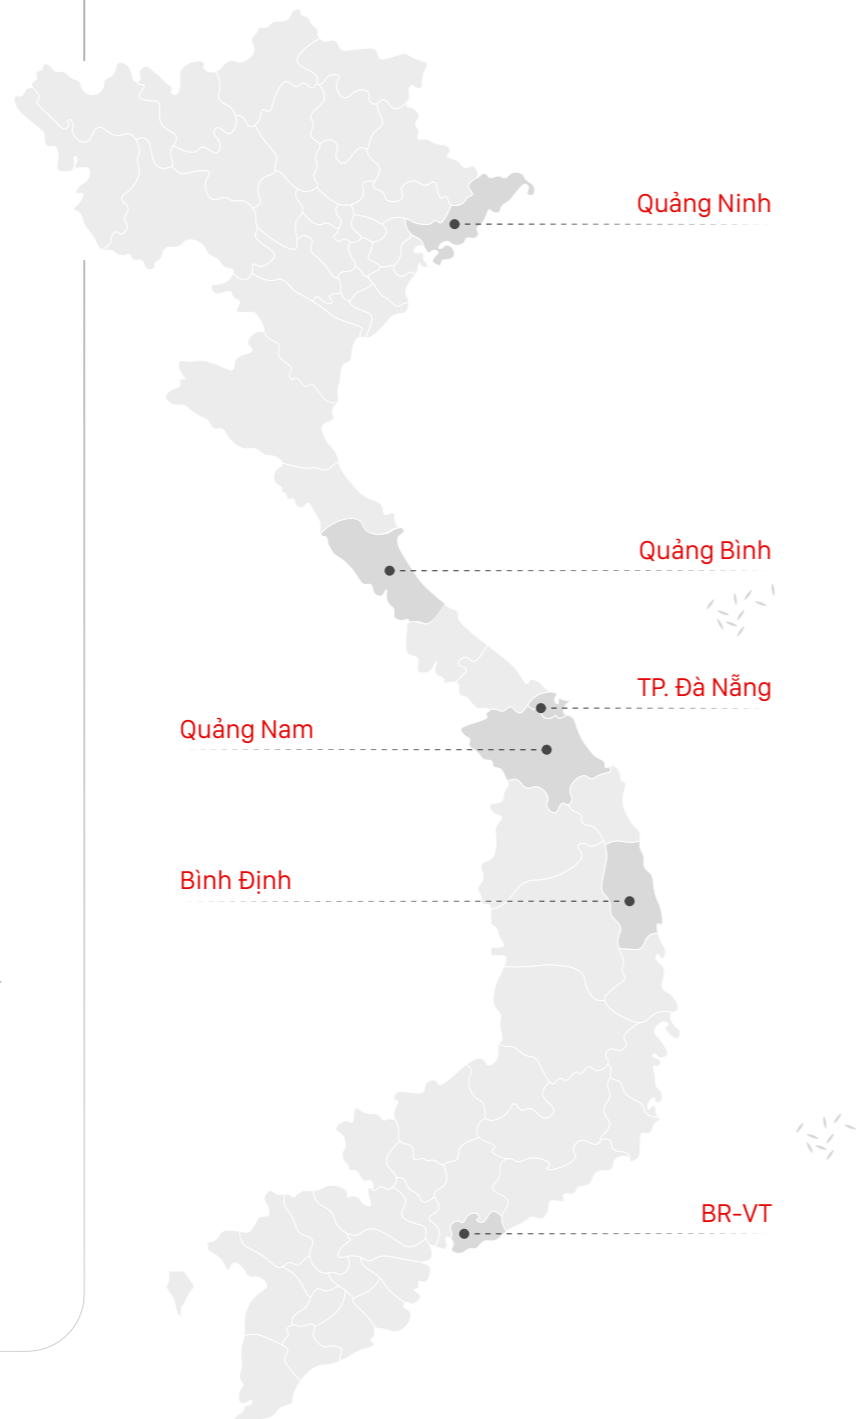 Quảng Ninh
Quảng Bình
TP. Đà Nẵng
Quảng Nam
Bình Định
BR-VT